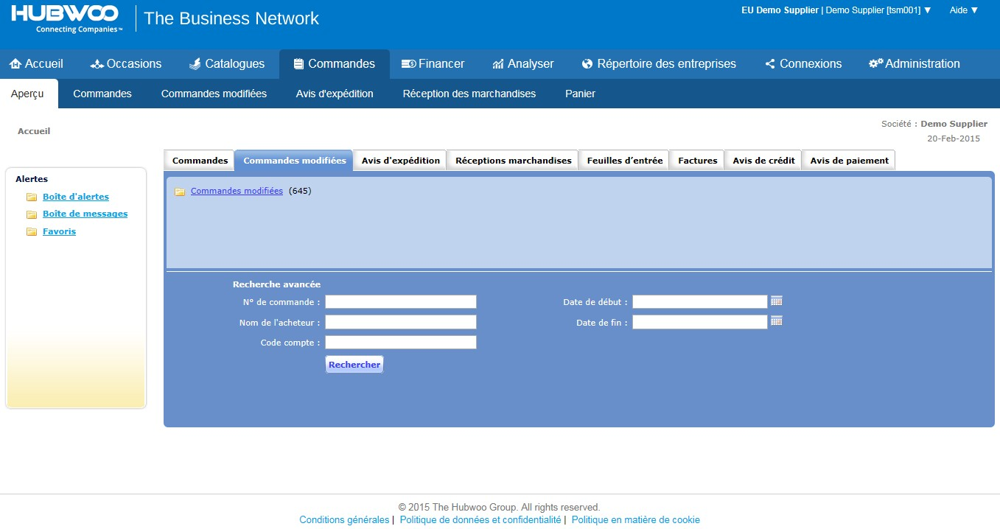 HUBWOO
Connecting Companies™
The Business Network
EU Demo Supplier | Demo Supplier [tsm001] ▼ Aide ▼
Accueil Occasions Catalogues Commandes Financer Analyser Répertoire des entreprises Connexions Administration
Aperçu Commandes Commandes modifiées Avis d'expédition Réception des marchandises Panier
Accueil
Société : Demo Supplier
20-Feb-2015
Commandes Commandes modifiées Avis d'expédition Réceptions marchandises Feuilles d’entrée Factures Avis de crédit Avis de paiement
Alertes
Boîte d'alertes
Boîte de messages
Favoris
Commandes modifiées (645)
Recherche avancée
N° de commande : Date de début :
Nom de l'acheteur : Date de fin :
Code compte :
Rechercher
© 2015 The Hubwoo Group. All rights reserved.
Conditions générales | Politique de données et confidentialité | Politique en matière de cookie